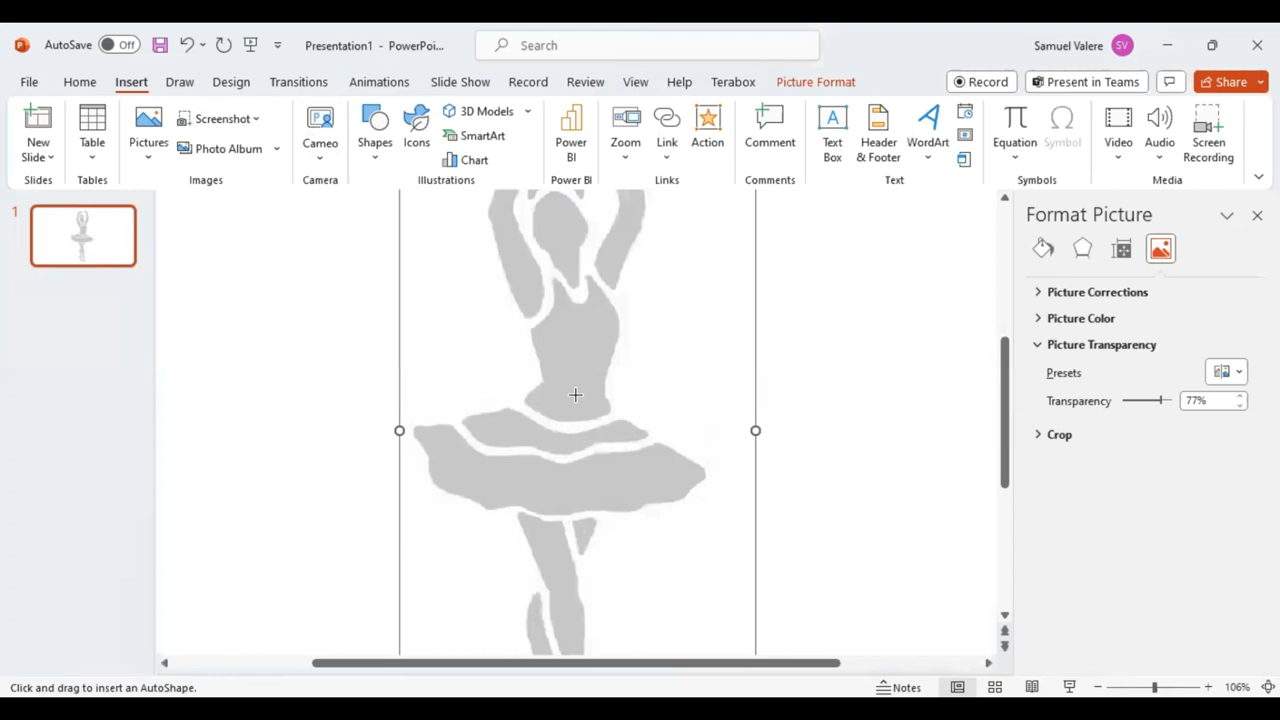 AutoSave Off Presentation1 - PowerPoi... Search Samuel Valere SV
File Home Insert Draw Design Transitions Animations Slide Show Record Review View Help Terabox Picture Format Record Present in Teams Share
New Slide
Table
Pictures
Screenshot
Photo Album
Cameo
Shapes
Icons
3D Models
SmartArt
Chart
Power BI
Zoom
Link
Action
Comment
Text Box
Header & Footer
WordArt
Equation
Symbol
Video
Audio
Screen Recording
Slides Tables Images Camera Illustrations Power BI Links Comments Text Symbols Media
1
Format Picture
Picture Corrections
Picture Color
Picture Transparency
Presets
Transparency 77%
Crop
Click and drag to insert an AutoShape. Notes 106%